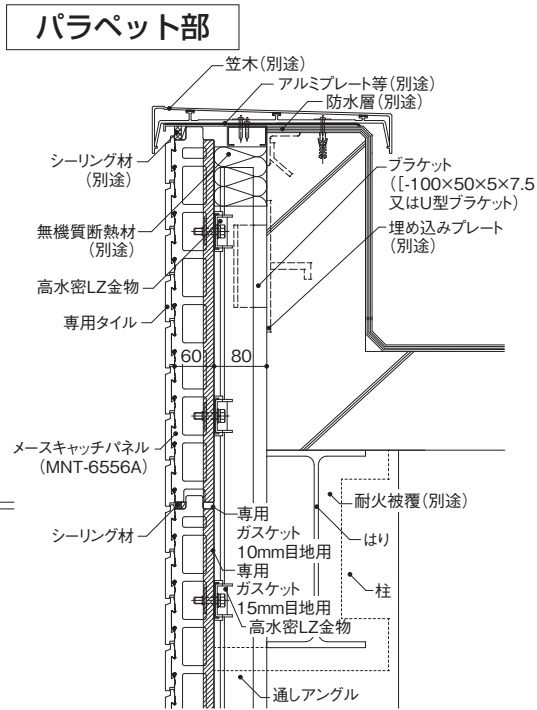 パラペット部
笠木(別途)
アルミプレート等(別途)
防水層(別途)
シーリング材
(別途)
ブラケット
([-100×50×5×7.5
又はU型ブラケット)
無機質断熱材
(別途)
埋め込みプレート
(別途)
高水密LZ金物
専用タイル
60
80
メースキャッチパネル
(MNT-6556A)
耐火被覆(別途)
シーリング材
専用
ガスケット
10mm目地用
はり
専用
ガスケット
15mm目地用
柱
高水密LZ金物
通しアングル